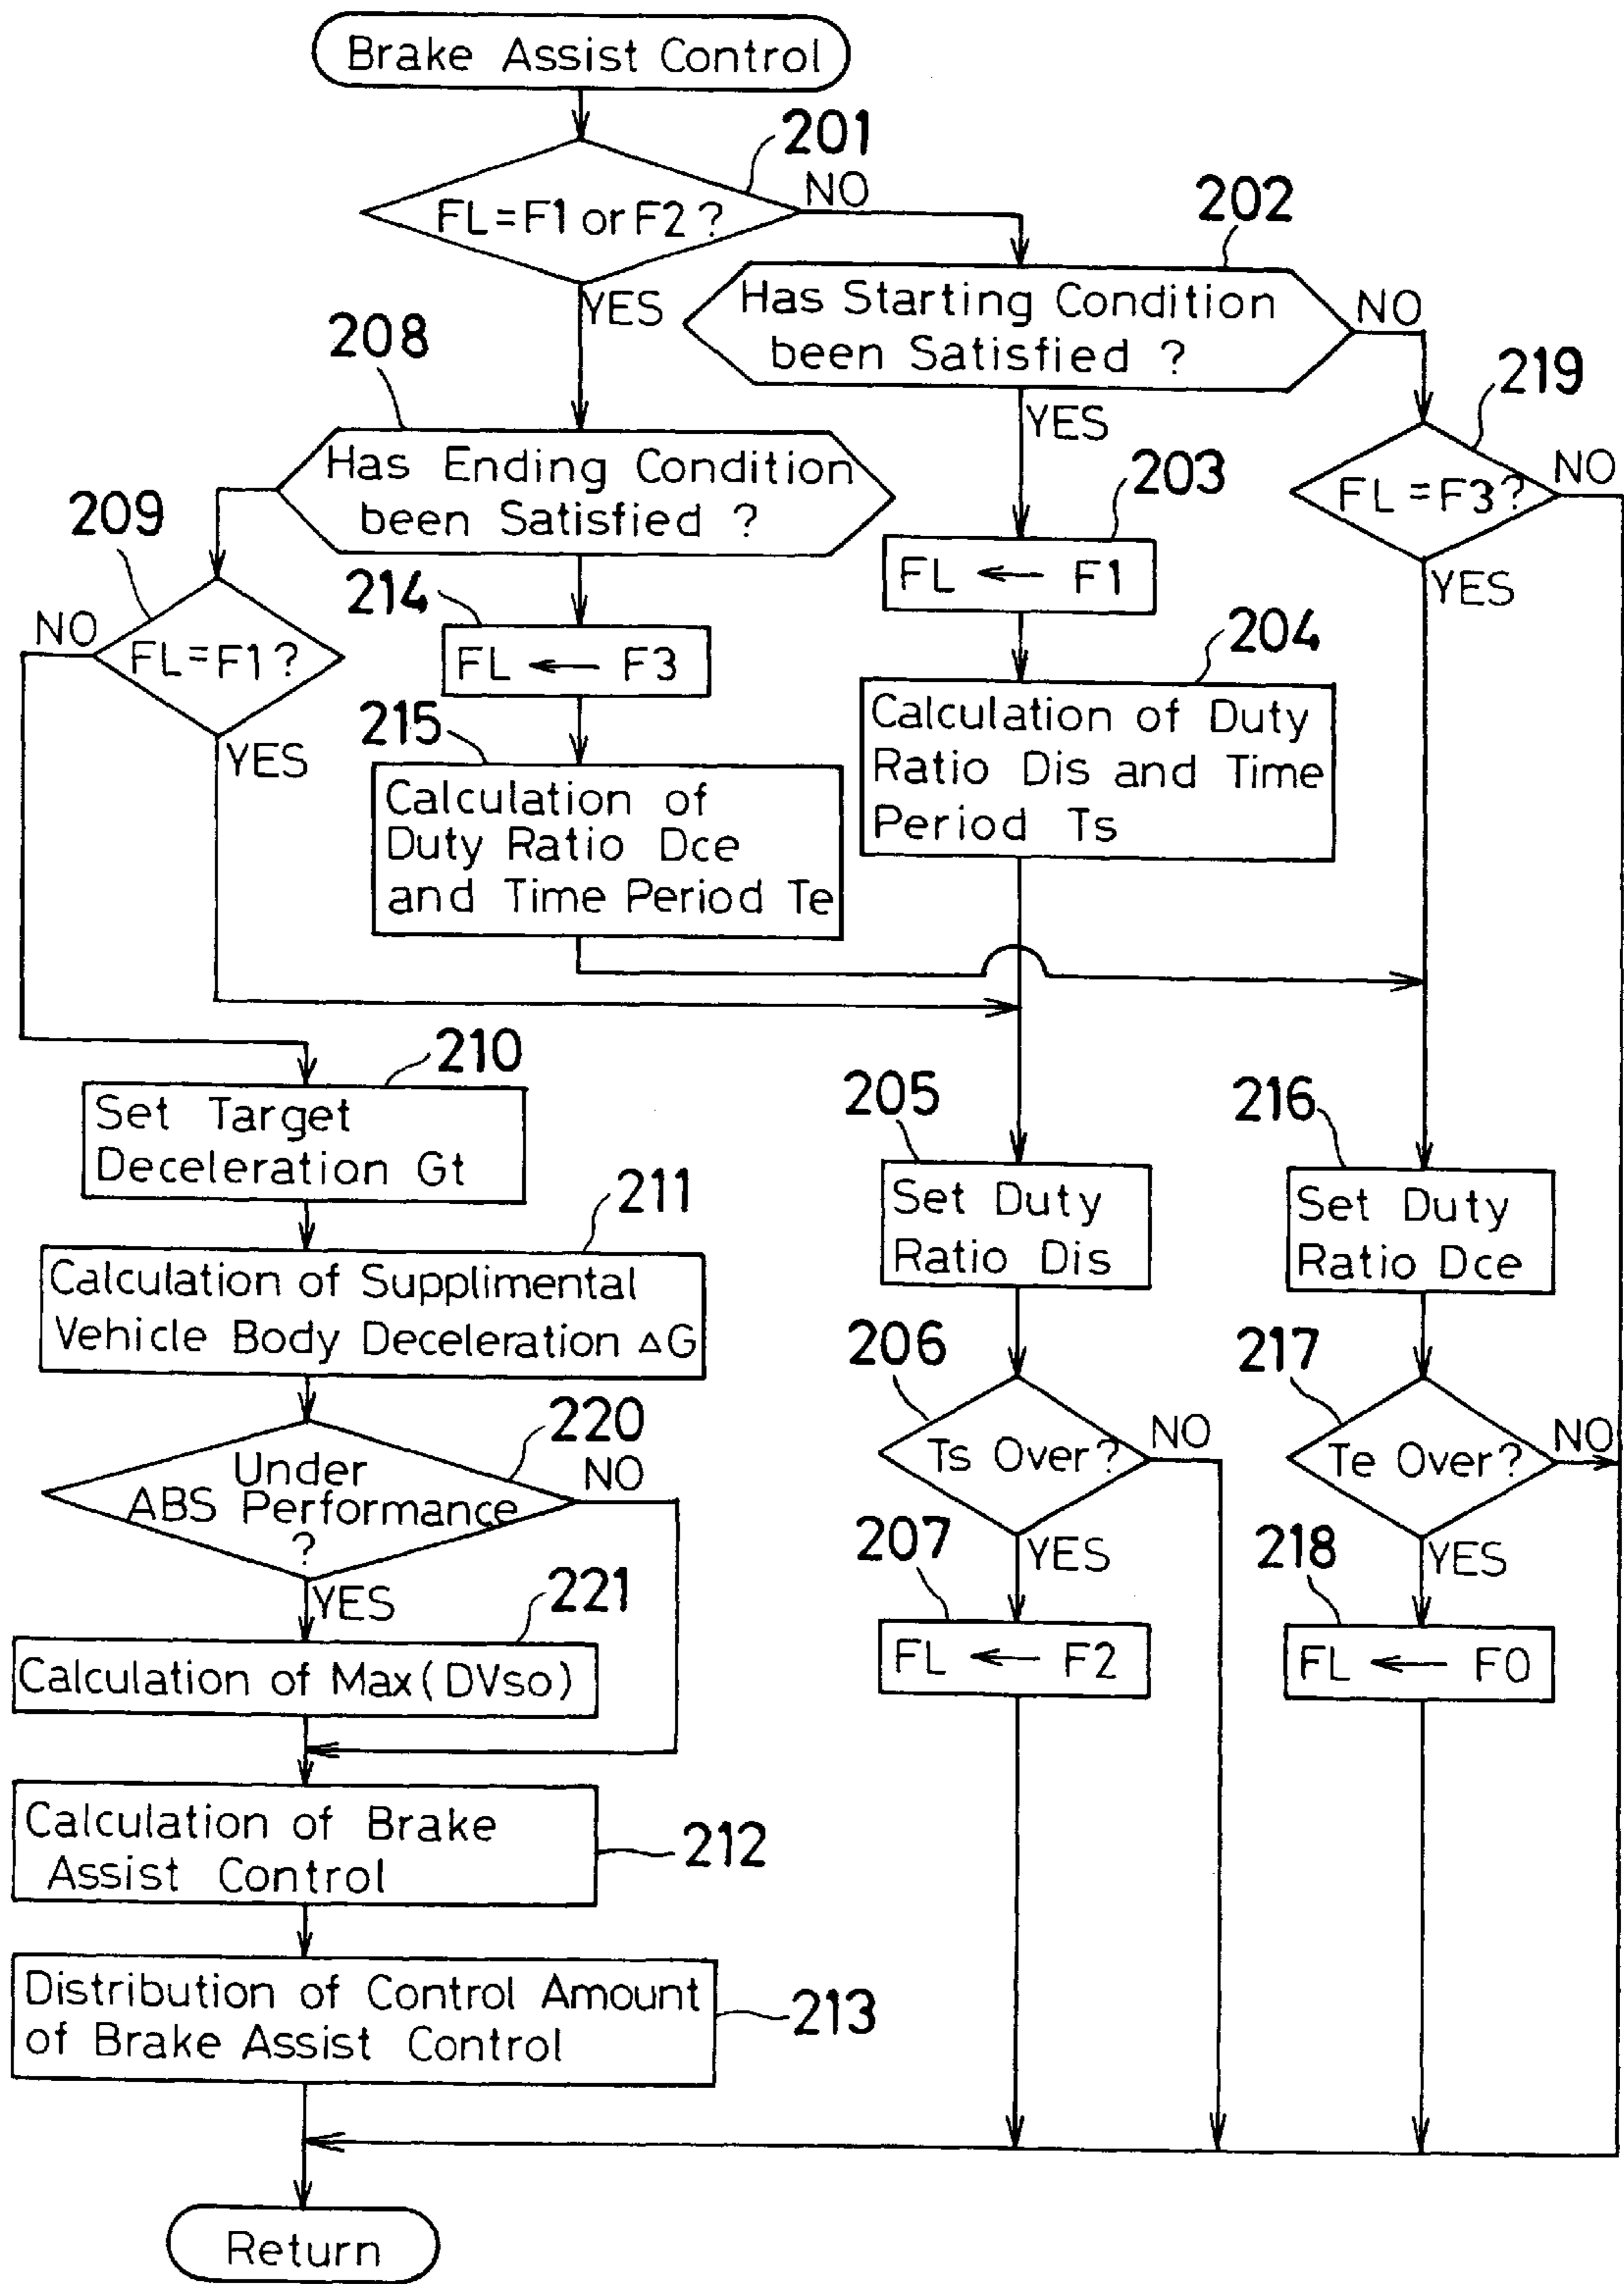 Brake Assist Control
201
FL=F1 or F2?
NO
YES
202
Has Starting Condition
been Satisfied ?
NO
YES
208
Has Ending Condition
been Satisfied ?
219
FL=F3?
NO
YES
203
FL ← F1
209
FL=F1?
NO
YES
214
FL ← F3
204
Calculation of Duty
Ratio Dis and Time
Period Ts
215
Calculation of
Duty Ratio Dce
and Time Period Te
210
Set Target
Deceleration Gt
205
Set Duty
Ratio Dis
216
Set Duty
Ratio Dce
211
Calculation of Supplimental
Vehicle Body Deceleration ΔG
206
Ts Over?
NO
YES
217
Te Over?
NO
YES
220
Under
ABS Performance
?
NO
YES
207
FL ← F2
218
FL ← F0
221
Calculation of Max(DVso)
Calculation of Brake
Assist Control
212
Distribution of Control Amount
of Brake Assist Control
213
Return